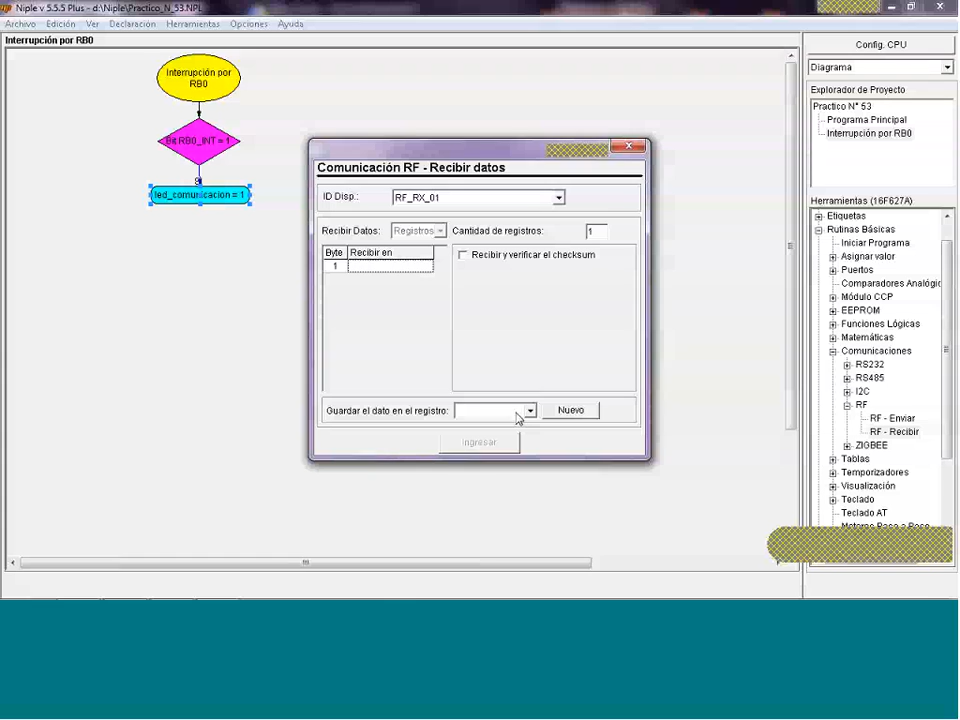 Niple v 5.5.5 Plus - d:\Niple\Practico_N_53.NPL
Archivo Edición Ver Declaración Herramientas Opciones Ayuda
Interrupción por RB0
Interrupción por
RB0
Bit RB0_INT = 1
led_comunicacion = 1
Comunicación RF - Recibir datos
ID Disp.: RF_RX_01
Recibir Datos: Registros Cantidad de registros: 1
Byte Recibir en
1
Recibir y verificar el checksum
Guardar el dato en el registro: Nuevo
Ingresar
Config. CPU
Diagrama
Explorador de Proyecto
Practico N° 53
Programa Principal
Interrupción por RB0
Herramientas (16F627A)
Etiquetas
Rutinas Básicas
Iniciar Programa
Asignar valor
Puertos
Comparadores Analógic
Módulo CCP
EEPROM
Funciones Lógicas
Matemáticas
Comunicaciones
RS232
RS485
I2C
RF
RF - Enviar
RF - Recibir
ZIGBEE
Tablas
Temporizadores
Visualización
Teclado
Teclado AT